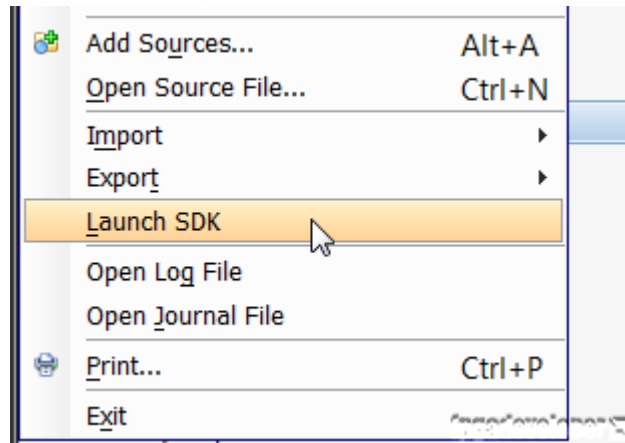 Add Sources... Alt+A
Open Source File... Ctrl+N
Import
Export
Launch SDK
Open Log File
Open Journal File
Print... Ctrl+P
Exit